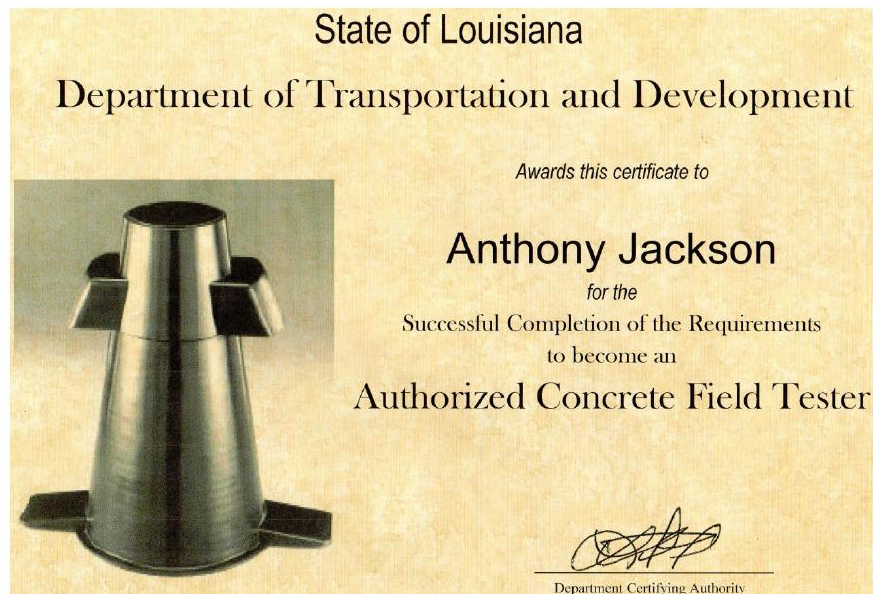 State of Louisiana
Department of Transportation and Development
Awards this certificate to
Anthony Jackson
for the
Successful Completion of the Requirements
to become an
Authorized Concrete Field Tester
Department Certifying Authority